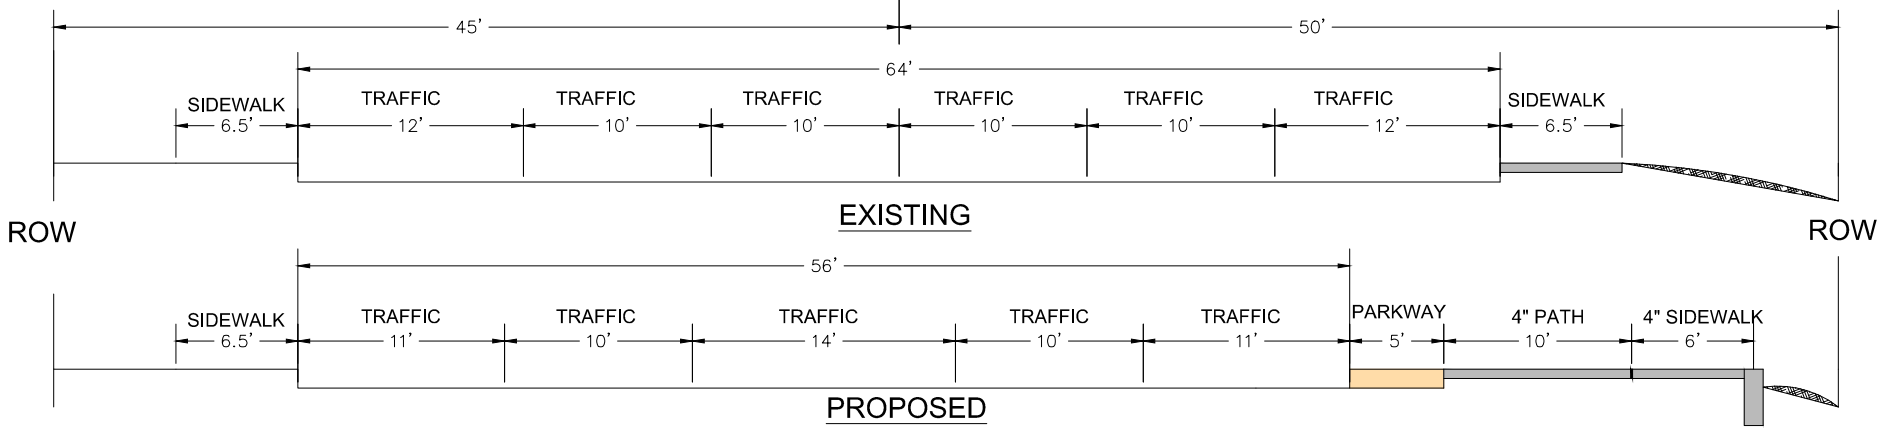 45' 50'
64'
SIDEWALK TRAFFIC TRAFFIC TRAFFIC TRAFFIC TRAFFIC TRAFFIC SIDEWALK
6.5' 12' 10' 10' 10' 10' 12' 6.5'
EXISTING
ROW ROW
56'
SIDEWALK TRAFFIC TRAFFIC TRAFFIC TRAFFIC TRAFFIC PARKWAY 4" PATH 4" SIDEWALK
6.5' 11' 10' 14' 10' 11' 5' 10' 6'
PROPOSED